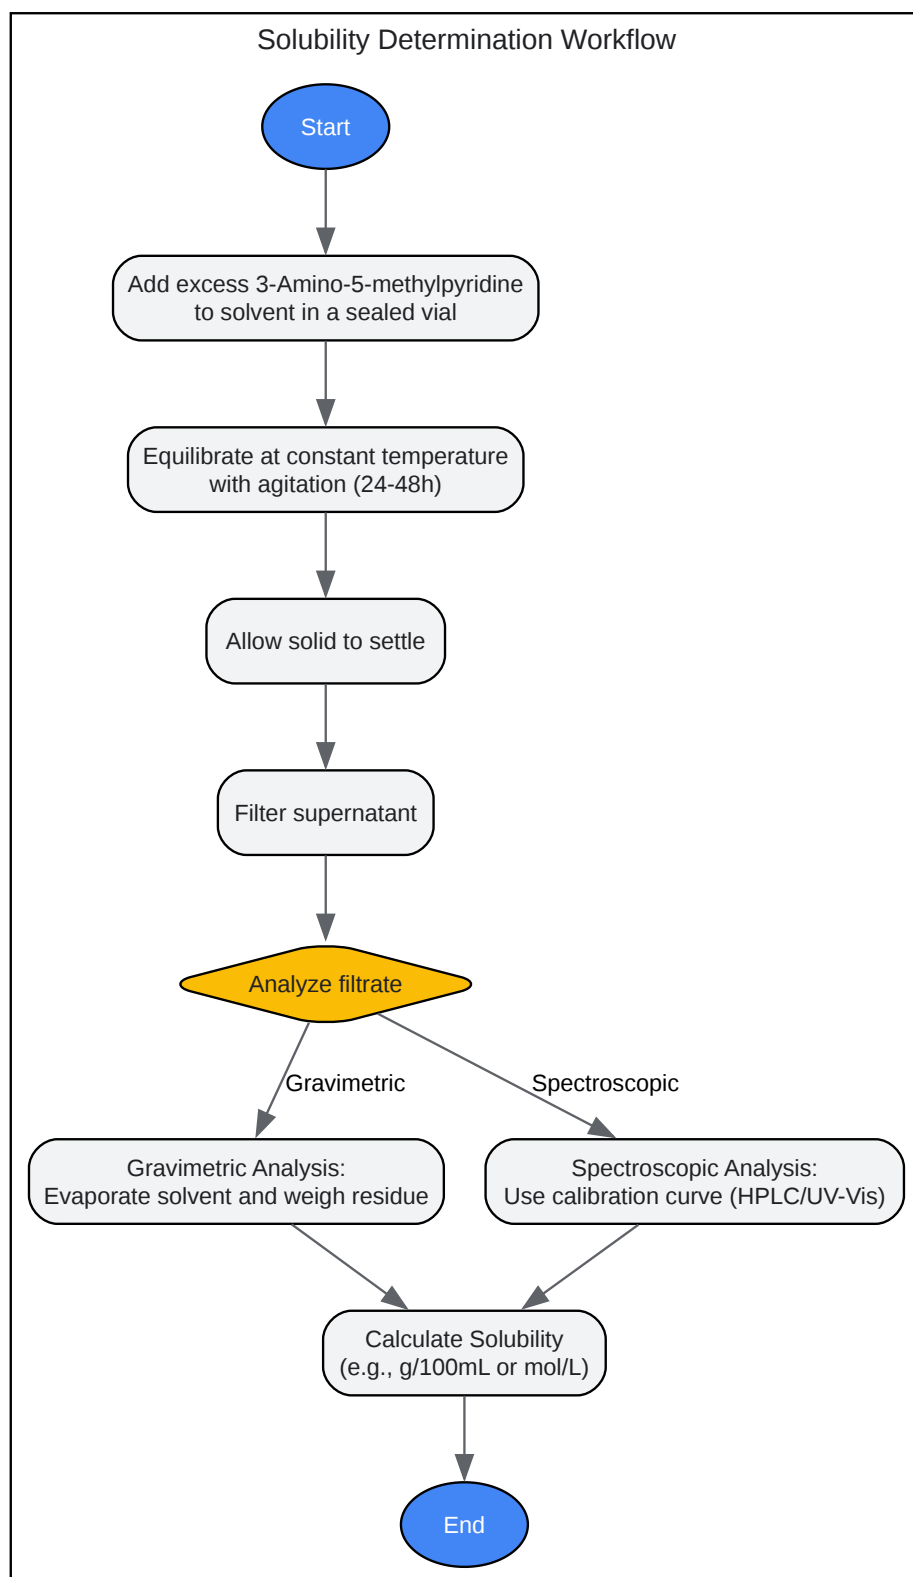 Solubility Determination Workflow
Start
Add excess 3-Amino-5-methylpyridine
to solvent in a sealed vial
Equilibrate at constant temperature
with agitation (24-48h)
Allow solid to settle
Filter supernatant
Analyze filtrate
Gravimetric
Spectroscopic
Gravimetric Analysis:
Evaporate solvent and weigh residue
Spectroscopic Analysis:
Use calibration curve (HPLC/UV-Vis)
Calculate Solubility
(e.g., g/100mL or mol/L)
End